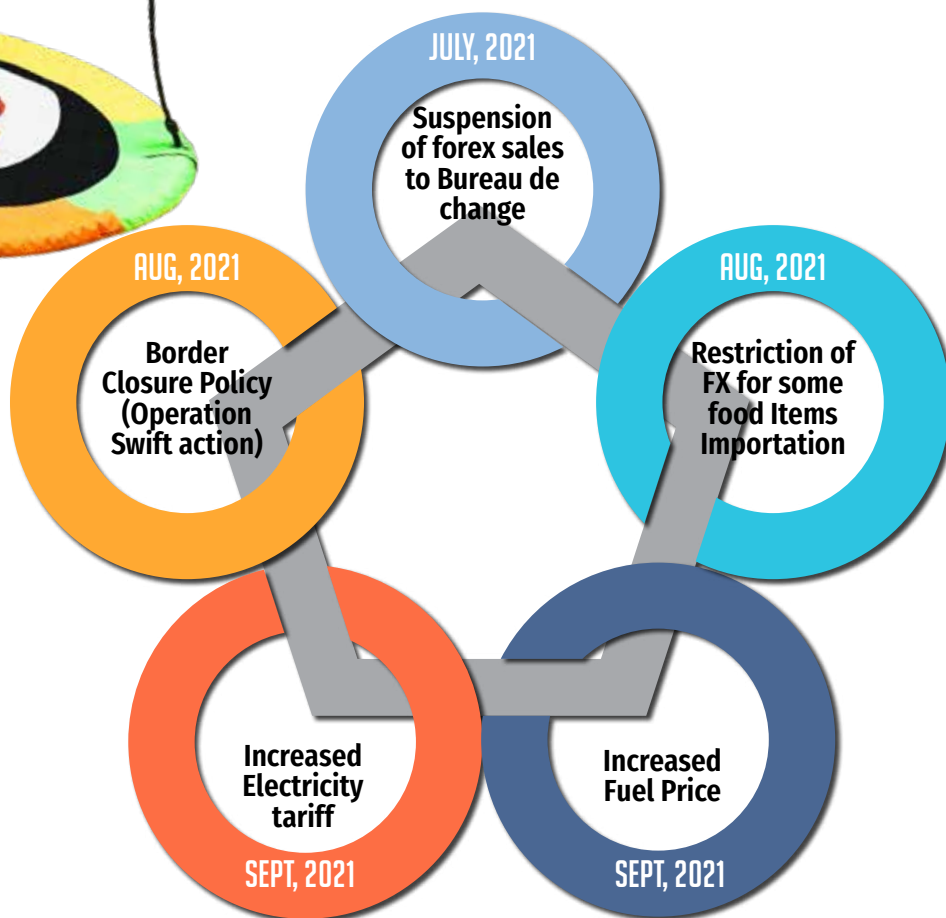 JULY, 2021
Suspension
of forex sales
to Bureau de
change
AUG, 2021
Border
Closure Policy
(Operation
Swift action)
AUG, 2021
Restriction of
FX for some
food Items
Importation
Increased
Electricity
tariff
SEPT, 2021
Increased
Fuel Price
SEPT, 2021